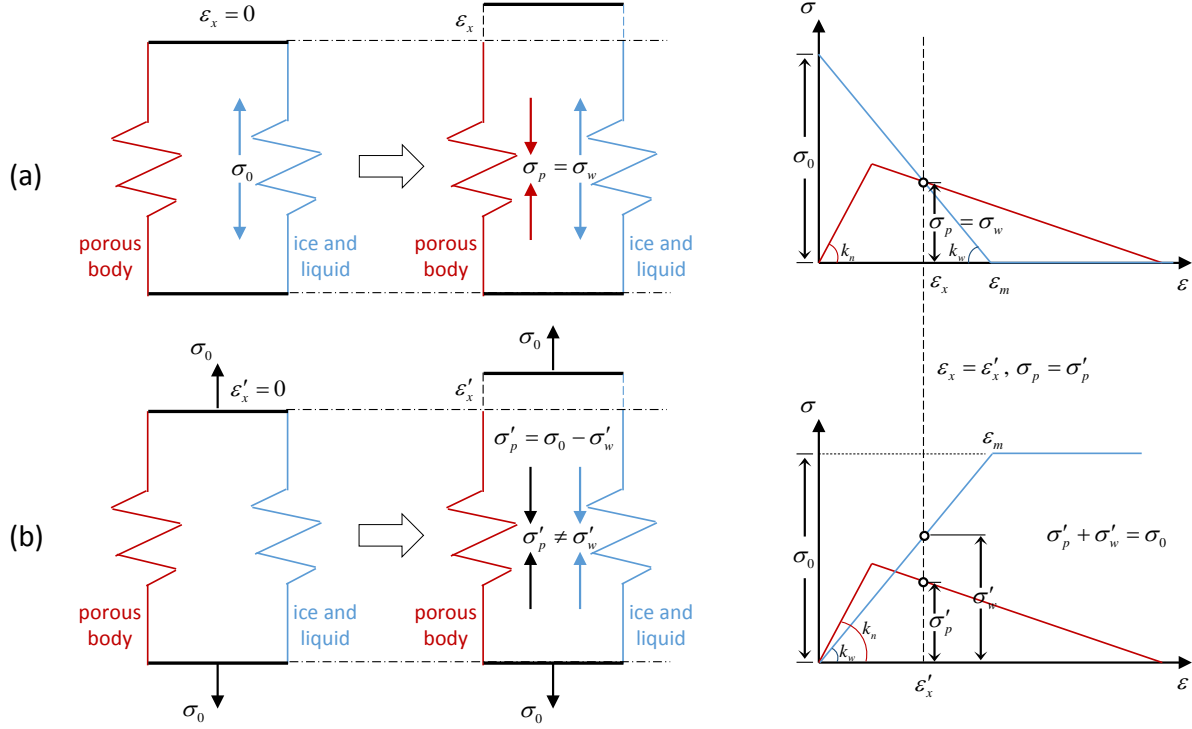 (a)
ε_x = 0
σ_0
porous body
ice and liquid
ε_x
σ_p = σ_w
porous body
ice and liquid
σ
σ_0
k_n
σ_p = σ_w
k_w
ε_x
ε_m
ε
ε_x = ε′_x , σ_p = σ′_p
(b)
σ_0
ε′_x = 0
porous body
ice and liquid
σ_0
σ_0
ε′_x
σ′_p = σ_0 − σ′_w
σ′_p ≠ σ′_w
porous body
ice and liquid
σ_0
σ
ε_m
σ_0
σ′_p + σ′_w = σ_0
σ′_w
σ′_p
k_n
k_w
ε′_x
ε